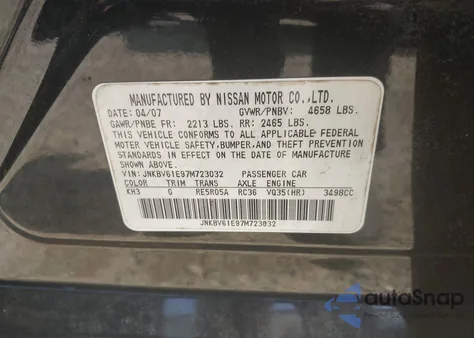 MANUFACTURED BY NISSAN MOTOR CO.,LTD.
DATE: 04/07 GVWR/PNBV: 4658 LBS.
GAWR/PNBE FR: 2213 LBS. RR: 2465 LBS.
THIS VEHICLE CONFORMS TO ALL APPLICABLE FEDERAL
MOTOR VEHICLE SAFETY, BUMPER, AND THEFT PREVENTION
STANDARDS IN EFFECT ON THE DATE OF MANUFACTURE
SHOWN ABOVE.
VIN: JNKBV61E97M723032 PASSENGER CAR
COLOR TRIM TRANS AXLE ENGINE
KH3 G RE5R05A RC36 VQ35(HR) 3498CC
JNKBV61E97M723032
autoSnap